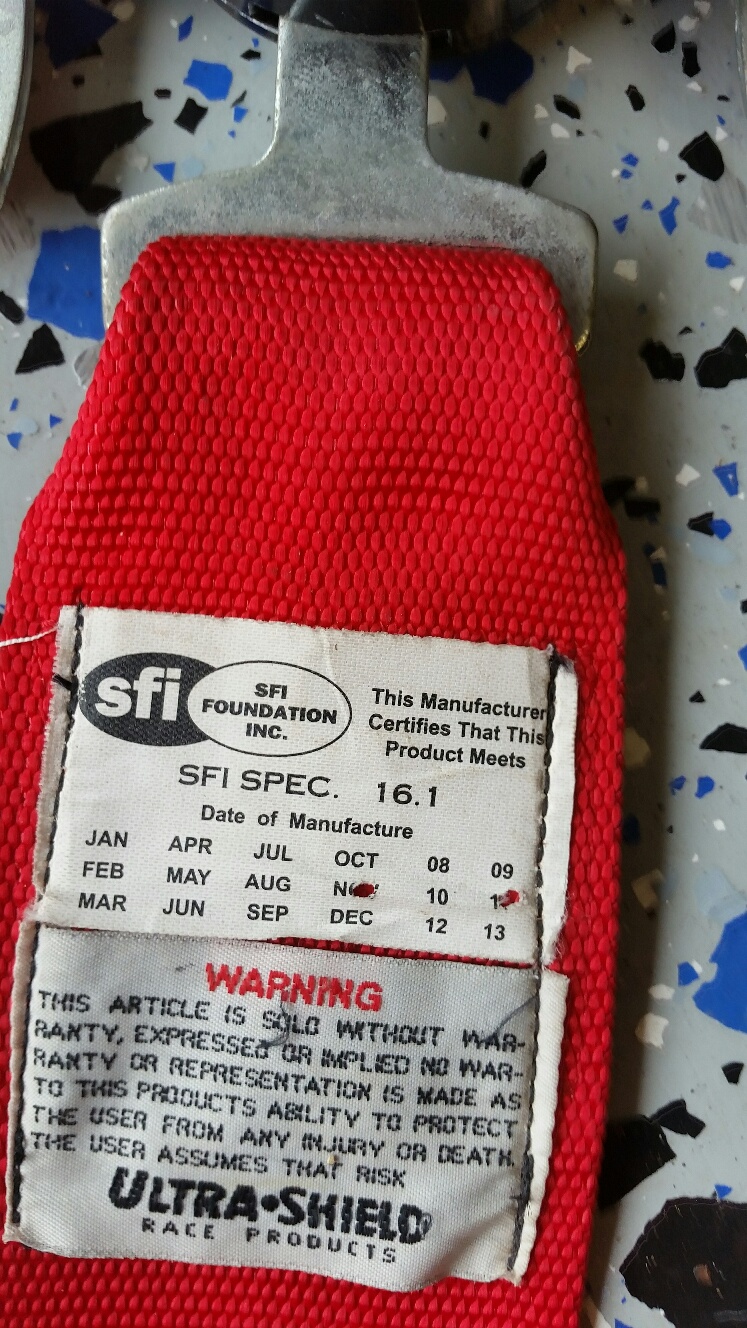 sfi
SFI
FOUNDATION
INC.
This Manufacturer
Certifies That This
Product Meets
SFI SPEC. 16.1
Date of Manufacture
JAN APR JUL OCT 08 09
FEB MAY AUG 10
MAR JUN SEP DEC 12 13
WARNING
THIS ARTICLE IS SOLD WITHOUT WAR-
RANTY, EXPRESSED OR IMPLIED NO WAR-
RANTY OR REPRESENTATION IS MADE AS
TO THIS PRODUCTS ABILITY TO PROTECT
THE USER FROM ANY INJURY OR DEATH.
THE USER ASSUMES THAT RISK
ULTRA•SHIELD
RACE PRODUCTS